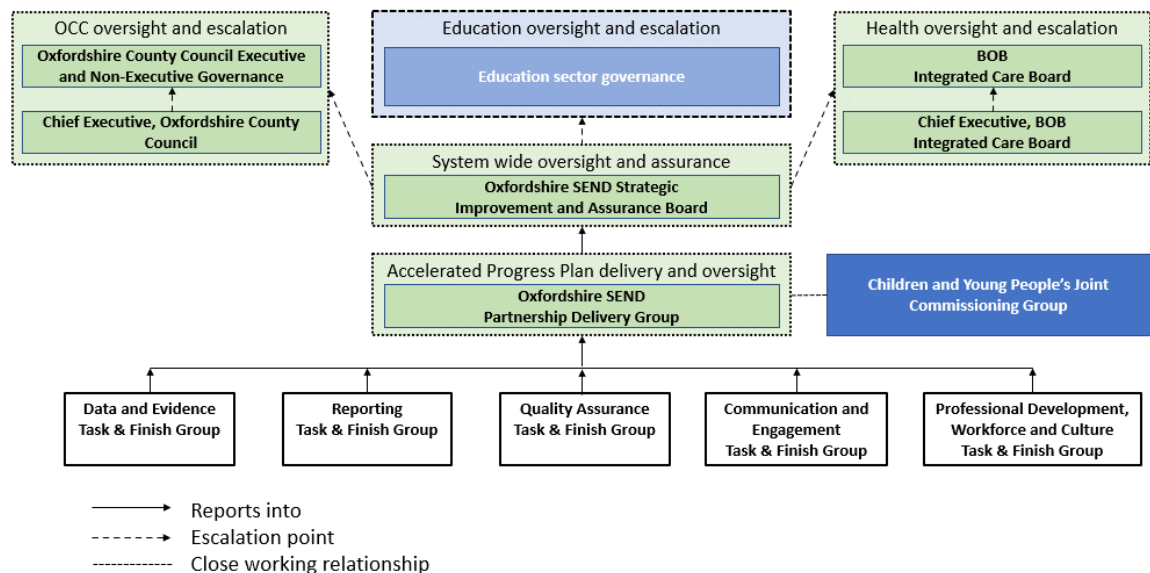 OCC oversight and escalation
Oxfordshire County Council Executive
and Non-Executive Governance
Chief Executive, Oxfordshire County
Council
Education oversight and escalation
Education sector governance
Health oversight and escalation
BOB
Integrated Care Board
Chief Executive, BOB
Integrated Care Board
System wide oversight and assurance
Oxfordshire SEND Strategic
Improvement and Assurance Board
Accelerated Progress Plan delivery and oversight
Oxfordshire SEND
Partnership Delivery Group
Children and Young People's Joint
Commissioning Group
Data and Evidence
Task & Finish Group
Reporting
Task & Finish Group
Quality Assurance
Task & Finish Group
Communication and
Engagement
Task & Finish Group
Professional Development,
Workforce and Culture
Task & Finish Group
Reports into
Escalation point
Close working relationship